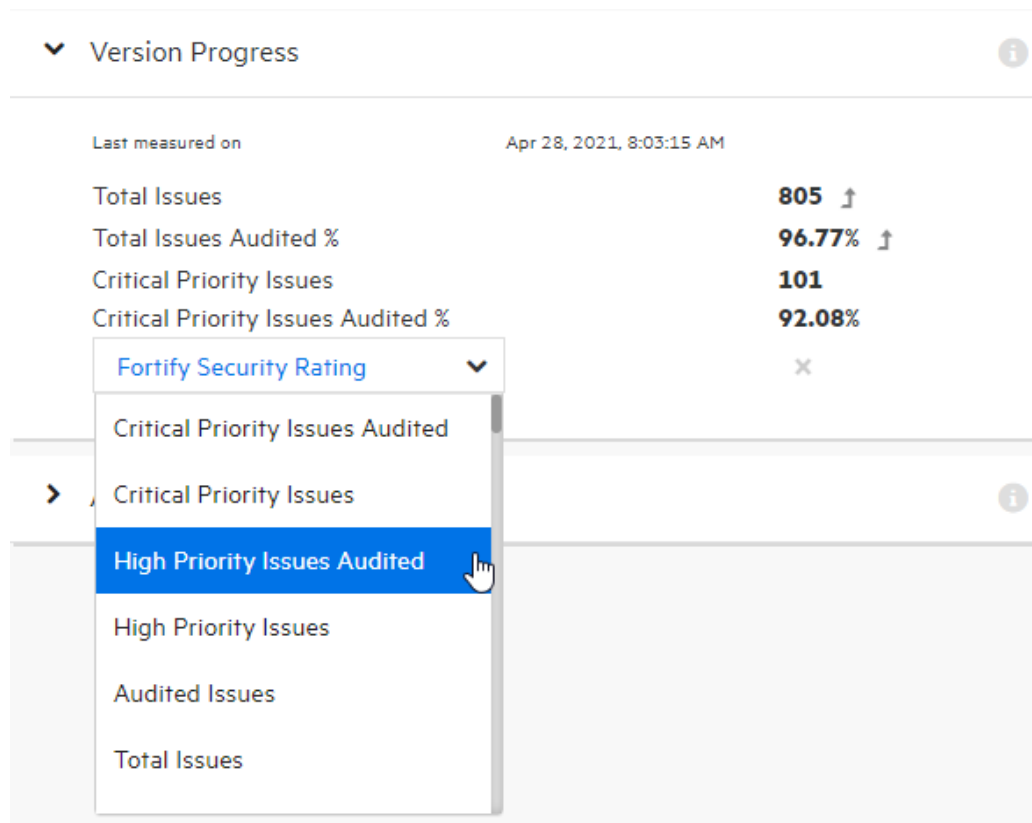 Version Progress
Last measured on Apr 28, 2021, 8:03:15 AM
Total Issues 805
Total Issues Audited % 96.77%
Critical Priority Issues 101
Critical Priority Issues Audited % 92.08%
Fortify Security Rating
Critical Priority Issues Audited
Critical Priority Issues
High Priority Issues Audited
High Priority Issues
Audited Issues
Total Issues